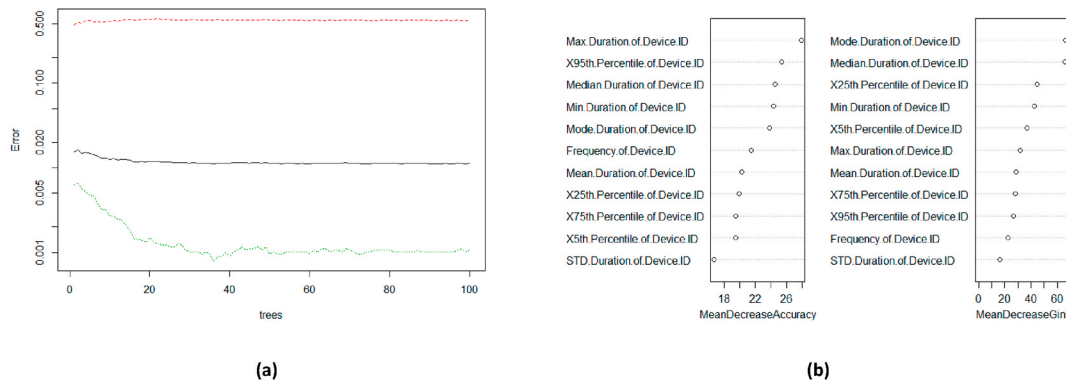 0.500
0.100
0.020
0.005
0.001
Error
0 20 40 60 80 100
trees
(a)
Max.Duration.of.Device.ID
X95th.Percentile.of.Device.ID
Median.Duration.of.Device.ID
Min.Duration.of.Device.ID
Mode.Duration.of.Device.ID
Frequency.of.Device.ID
Mean.Duration.of.Device.ID
X25th.Percentile.of.Device.ID
X75th.Percentile.of.Device.ID
X5th.Percentile.of.Device.ID
STD.Duration.of.Device.ID
18 22 26
MeanDecreaseAccuracy
Mode.Duration.of.Device.ID
Median.Duration.of.Device.ID
X25th.Percentile.of.Device.ID
Min.Duration.of.Device.ID
X5th.Percentile.of.Device.ID
Max.Duration.of.Device.ID
Mean.Duration.of.Device.ID
X75th.Percentile.of.Device.ID
X95th.Percentile.of.Device.ID
Frequency.of.Device.ID
STD.Duration.of.Device.ID
0 20 40 60
MeanDecreaseGini
(b)